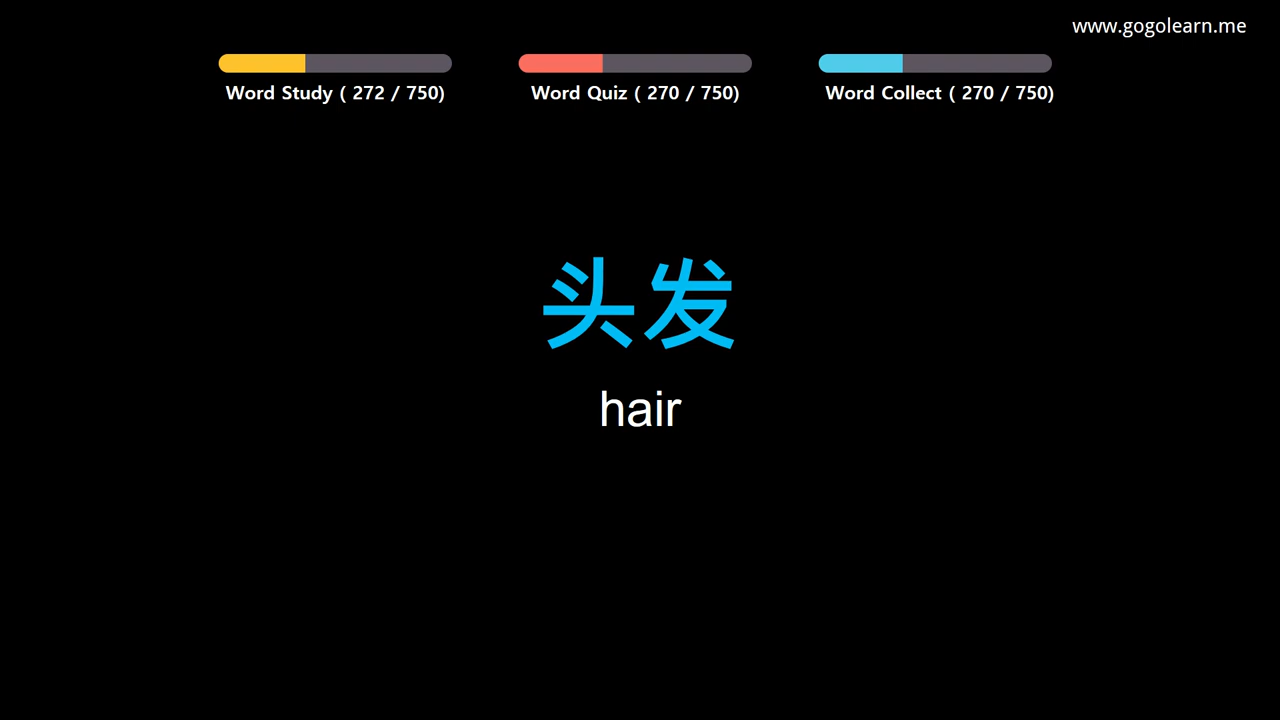 www.gogolearn.me
Word Study ( 272 / 750)
Word Quiz ( 270 / 750)
Word Collect ( 270 / 750)
头发
hair